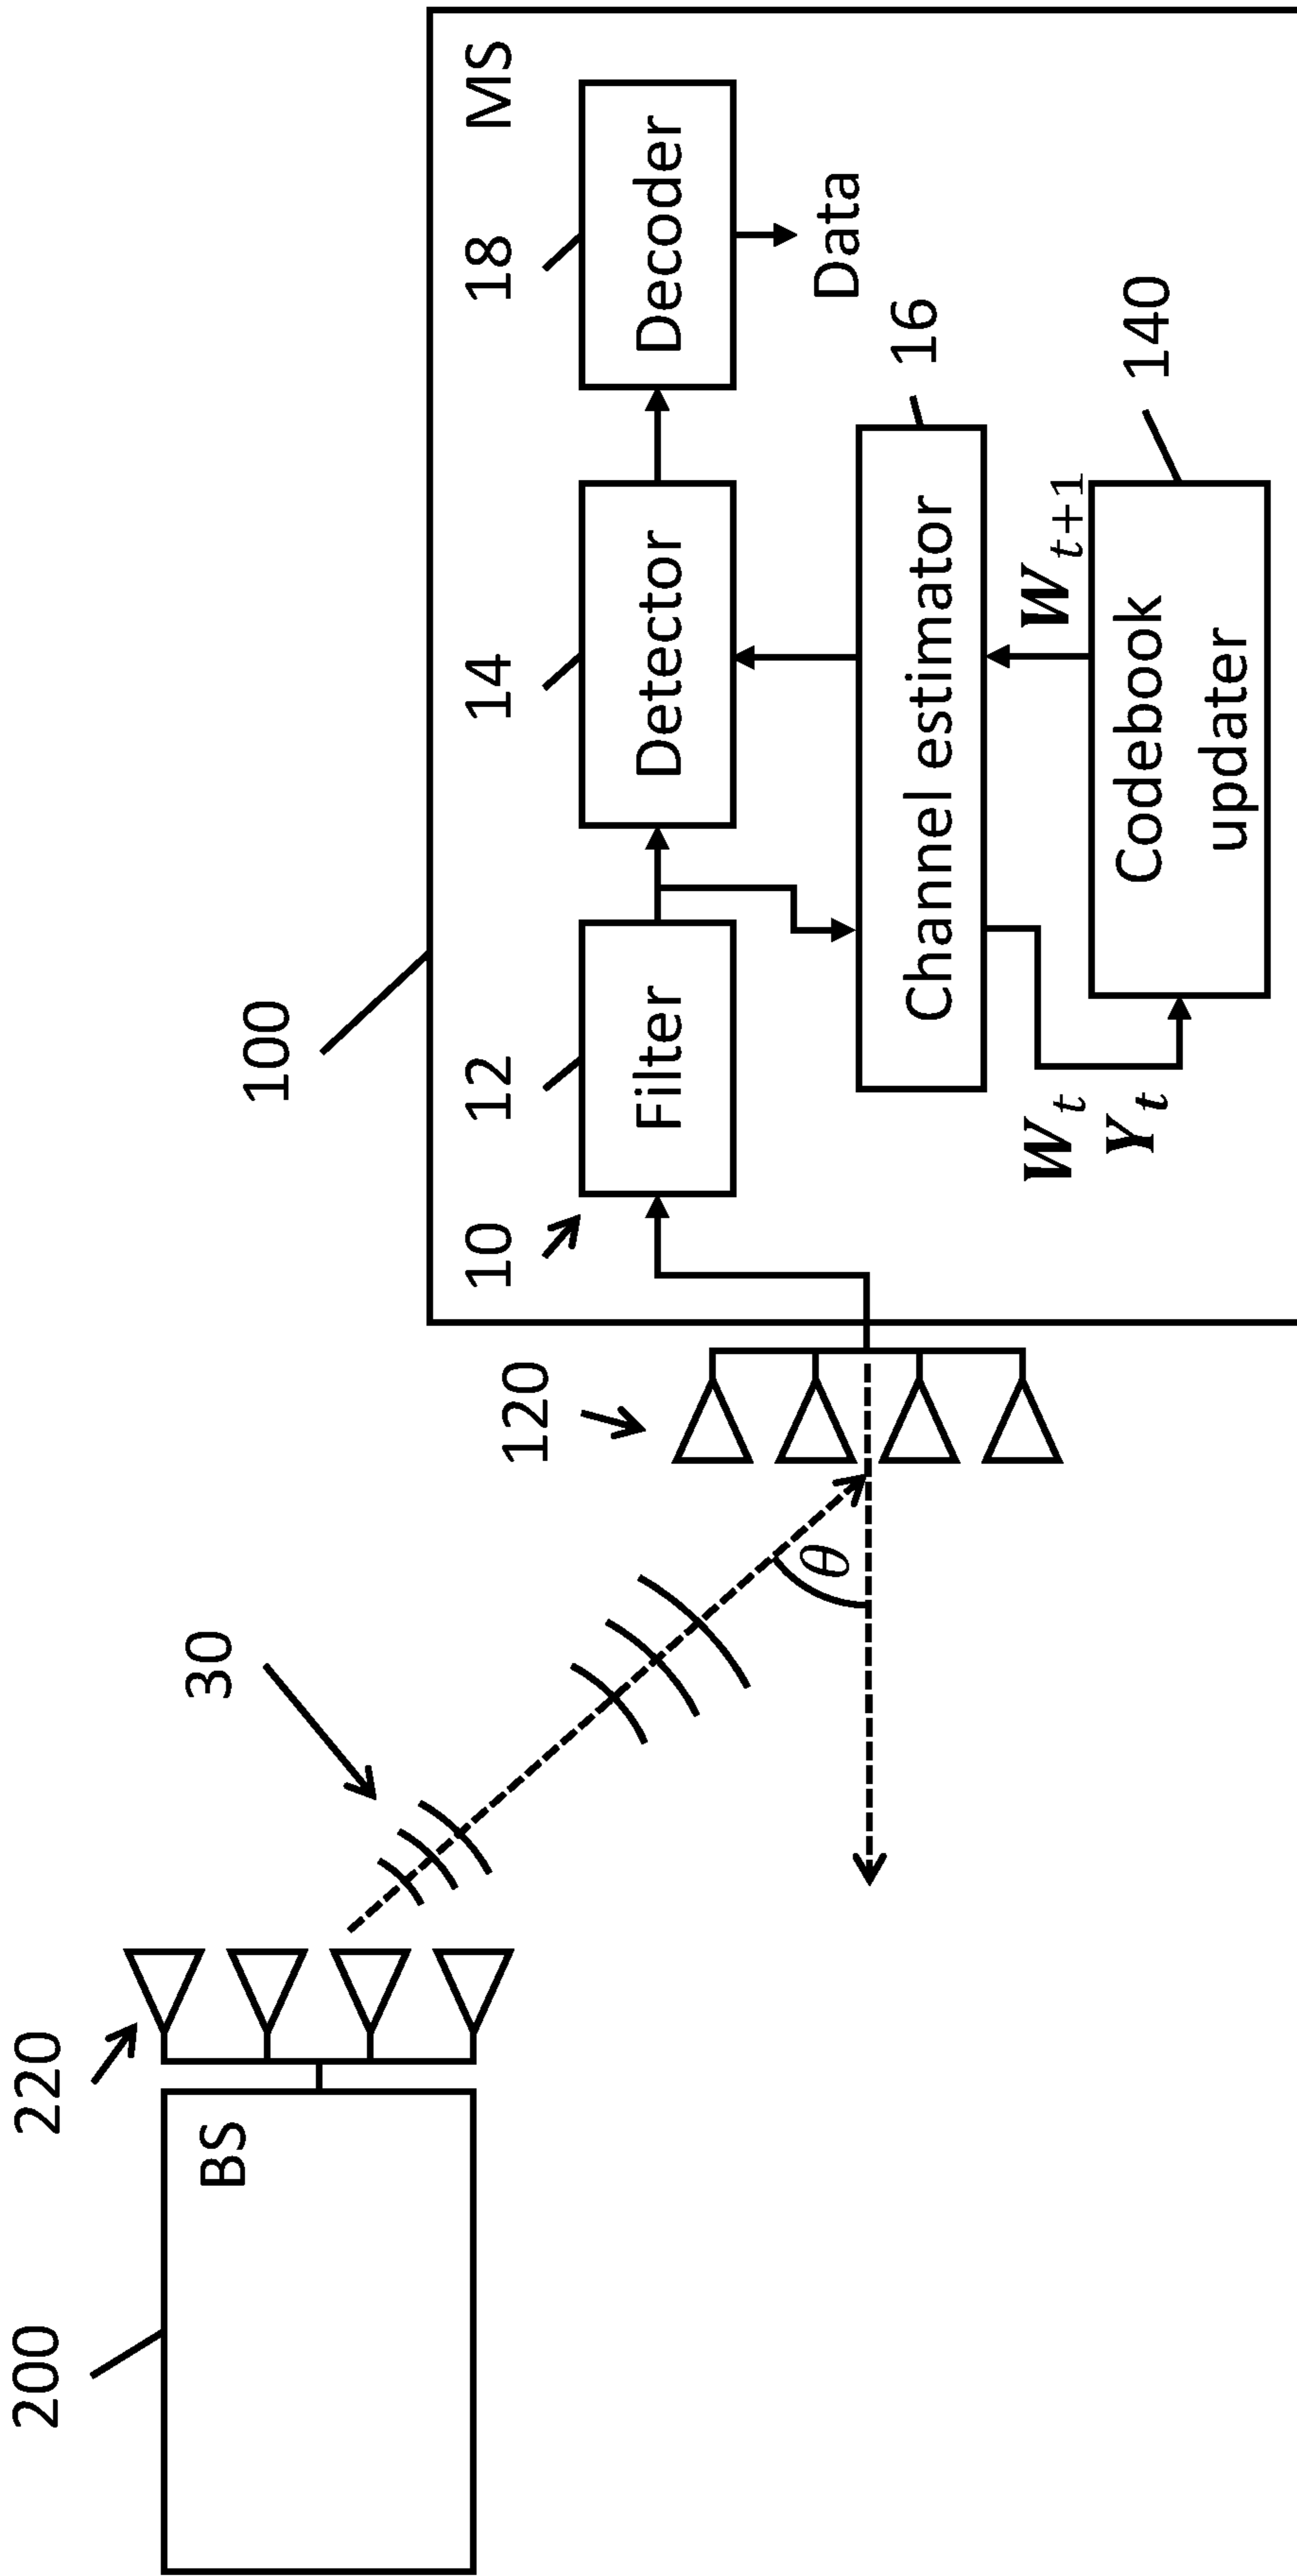 200
220
BS
30
θ
120
100
MS
10
12
14
18
Filter
Detector
Decoder
Data
16
Channel estimator
W_t
Y_t
W_{t+1}
140
Codebook
updater